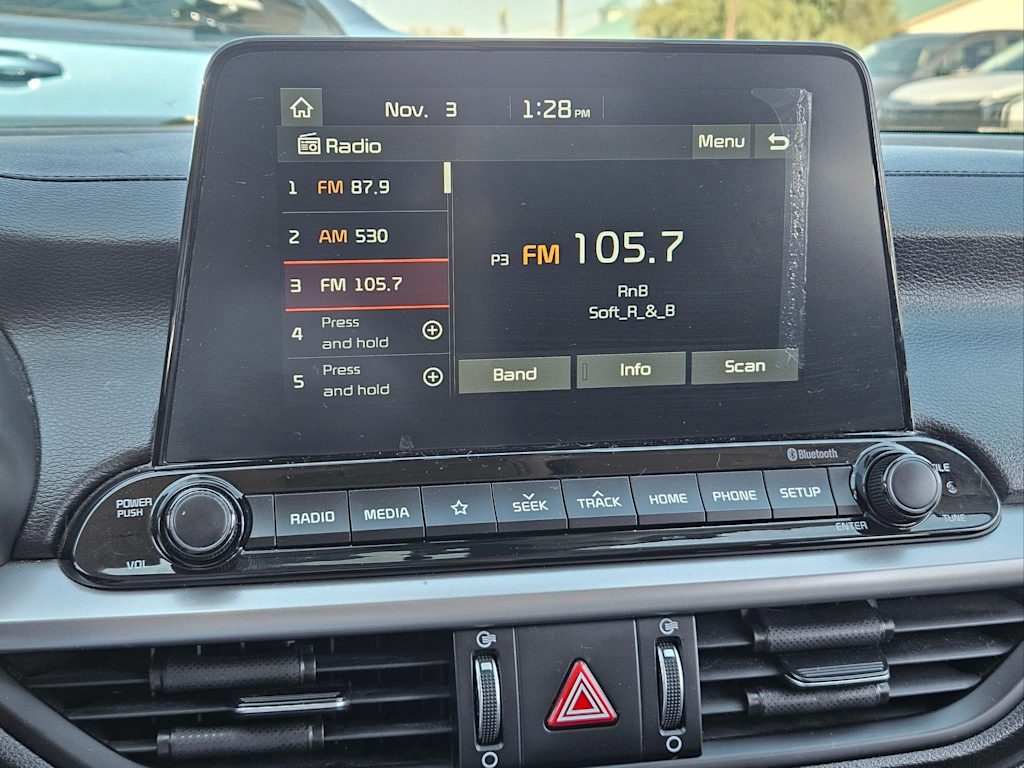 Nov. 3 1:28 PM
Radio Menu
1 FM 87.9
2 AM 530
3 FM 105.7
4 Press
and hold
5 Press
and hold
P3 FM 105.7
RnB
Soft_R_&_B
Band Info Scan
Bluetooth
POWER
PUSH
VOL
RADIO MEDIA SEEK TRACK HOME PHONE SETUP
ENTER
TUNE